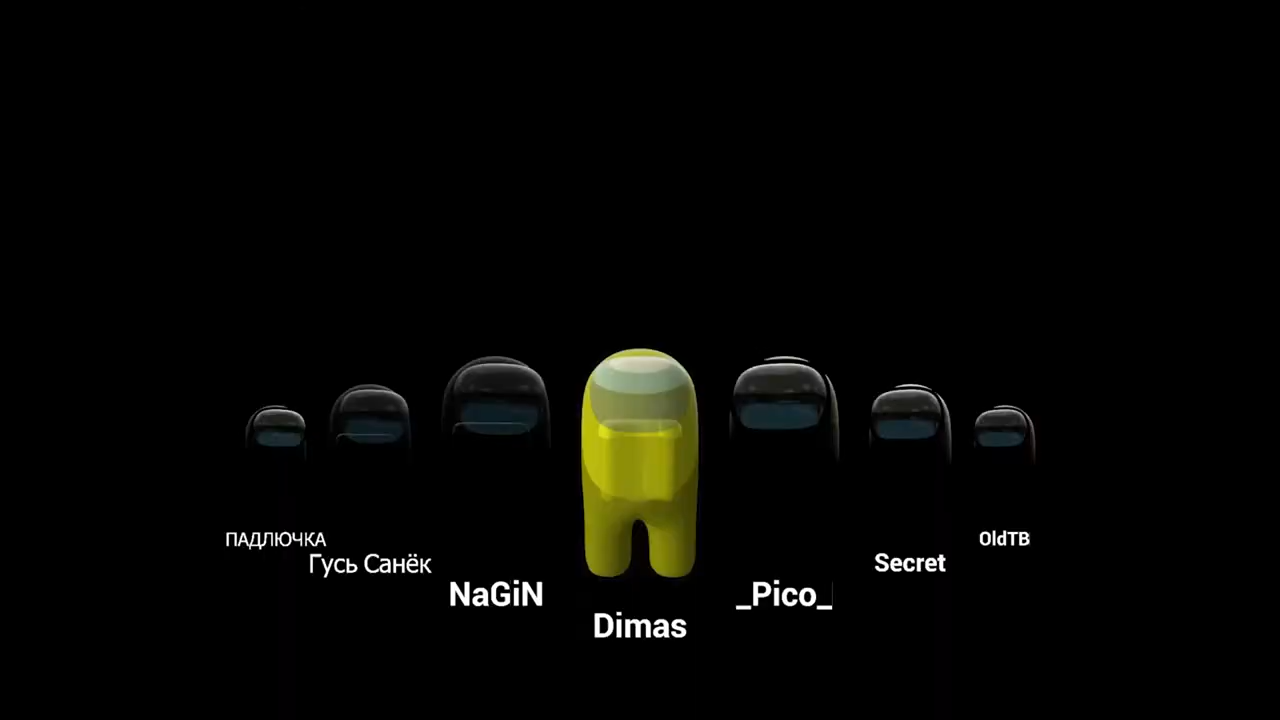 ПАДЛЮЧКА
Гусь Санёк
NaGiN
Dimas
_Pico_
Secret
OldTB